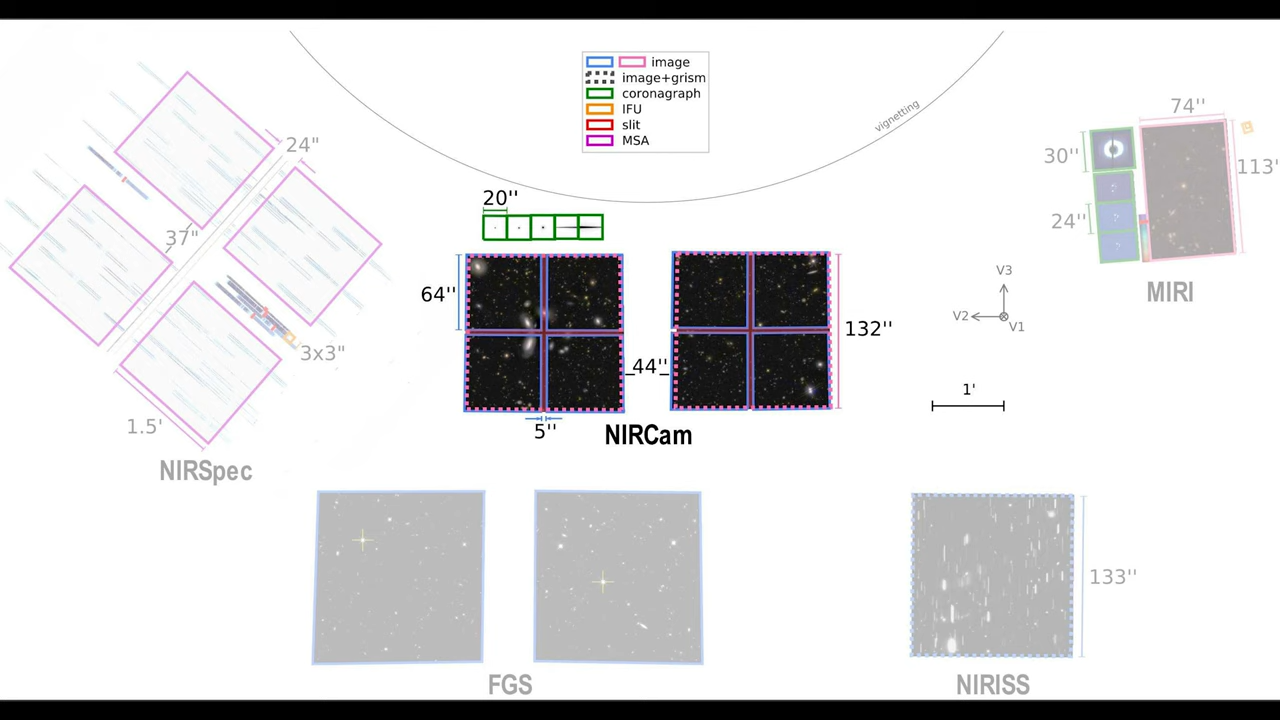 image
image+grism
coronagraph
IFU
slit
MSA
vignetting
24"
37"
3x3"
1.5'
NIRSpec
20''
64''
44''
132''
5''
NIRCam
V3
V2
V1
1'
74''
30''
24''
113'
MIRI
FGS
133''
NIRISS